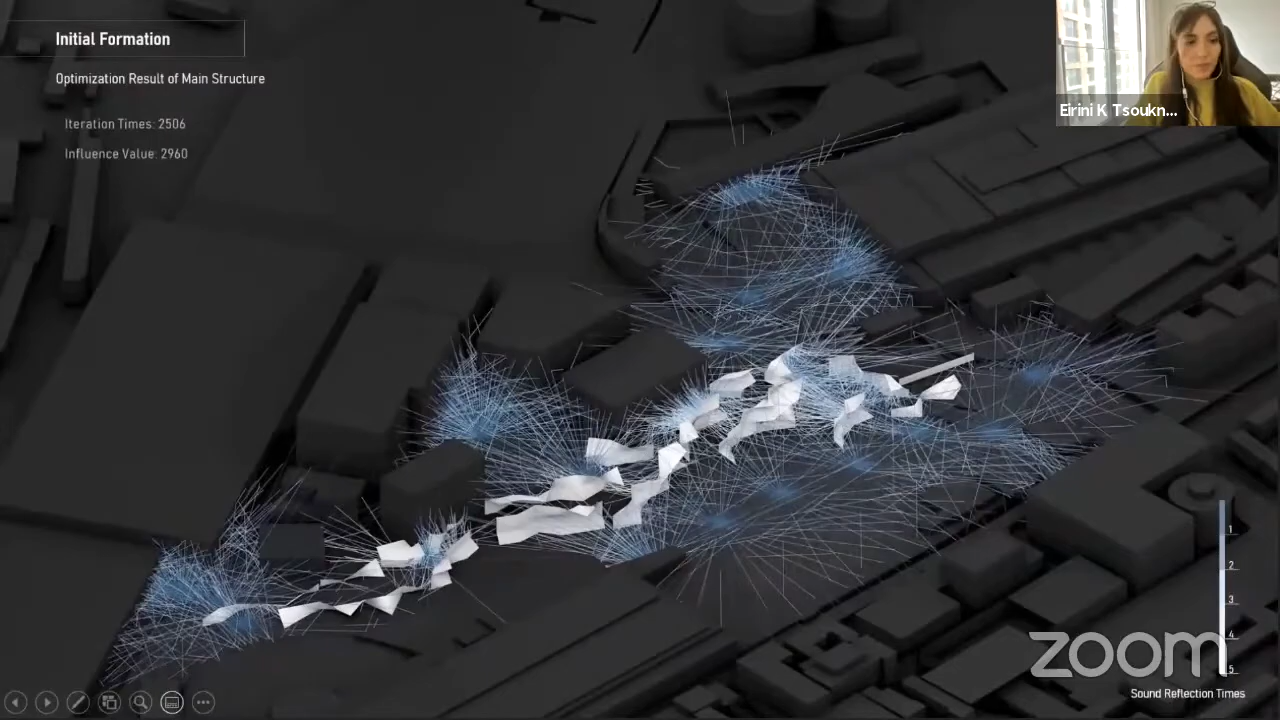 Initial Formation
Optimization Result of Main Structure
Iteration Times: 2506
Influence Value: 2960
Eirini K Tsoukn...
1
2
3
4
5
zoom
Sound Reflection Times